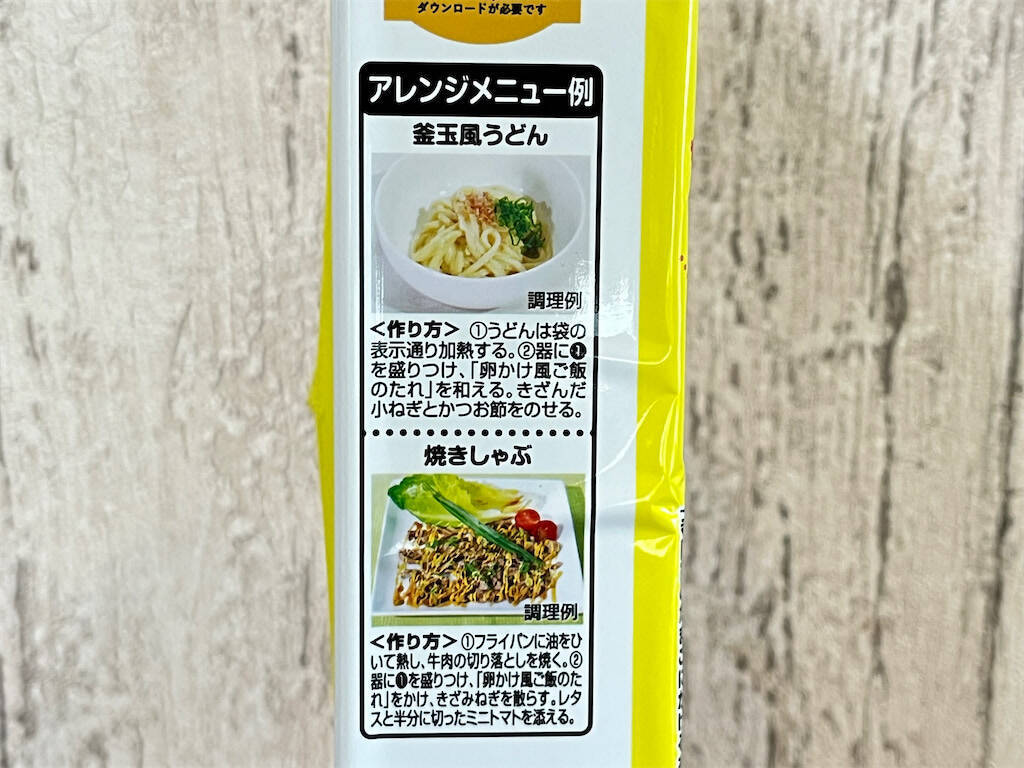 ダウンロードが必要です
アレンジメニュー例
釜玉風うどん
調理例
<作り方> ①うどんは袋の
表示通り加熱する。②器に❶
を盛りつけ、「卵かけ風ご飯
のたれ」を和える。きざんだ
小ねぎとかつお節をのせる。
焼きしゃぶ
調理例
<作り方> ①フライパンに油をひ
いて熱し、牛肉の切り落としを焼く。②
器に❶を盛りつけ、「卵かけ風ご飯のた
れ」をかけ、きざみねぎを散らす。レタ
スと半分に切ったミニトマトを添える。